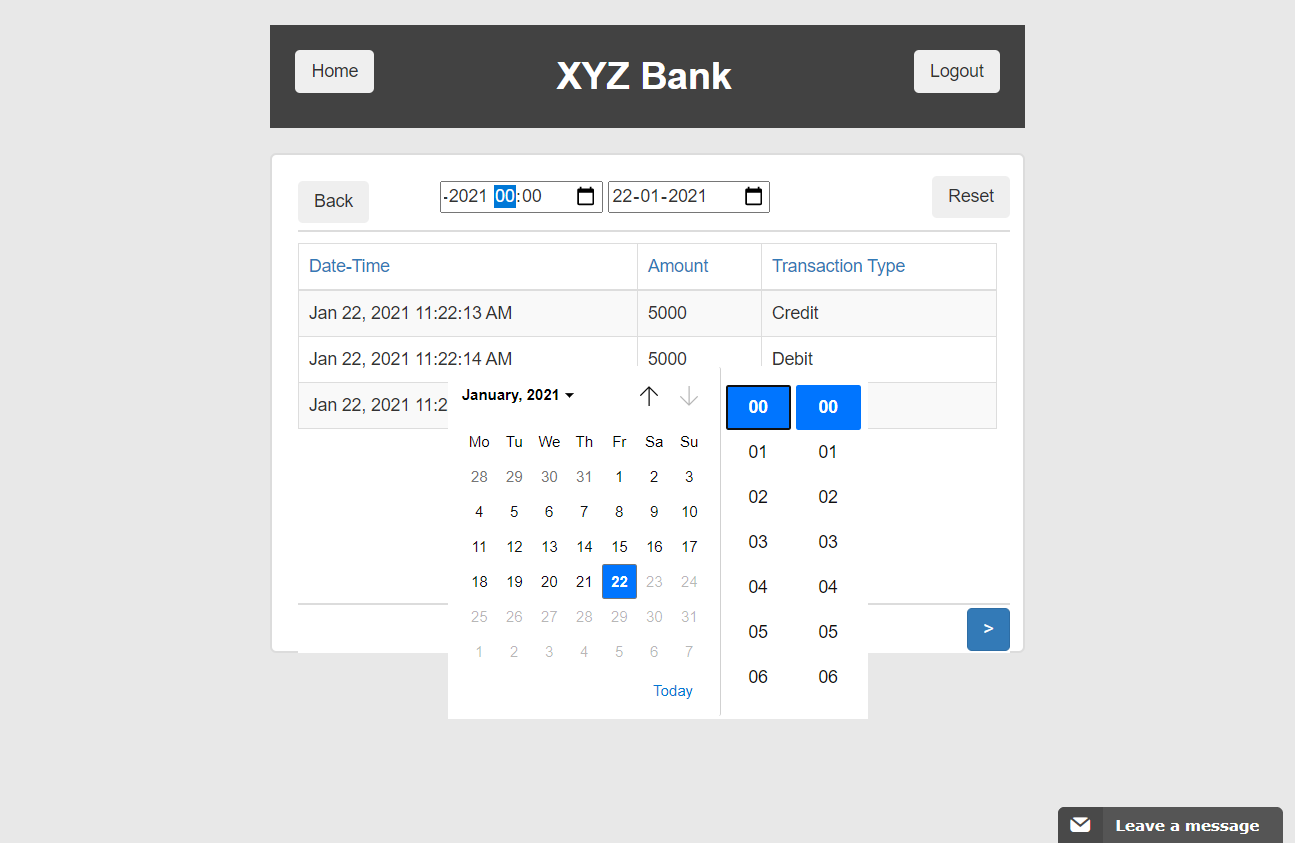 Home XYZ Bank Logout
Back -2021 00:00 22-01-2021 Reset
Date-Time Amount Transaction Type
Jan 22, 2021 11:22:13 AM 5000 Credit
Jan 22, 2021 11:22:14 AM 5000 Debit
Jan 22, 2021 11:2
January, 2021
Mo Tu We Th Fr Sa Su
28 29 30 31 1 2 3
4 5 6 7 8 9 10
11 12 13 14 15 16 17
18 19 20 21 22 23 24
25 26 27 28 29 30 31
1 2 3 4 5 6 7
Today
00 00
01 01
02 02
03 03
04 04
05 05
06 06
>
Leave a message